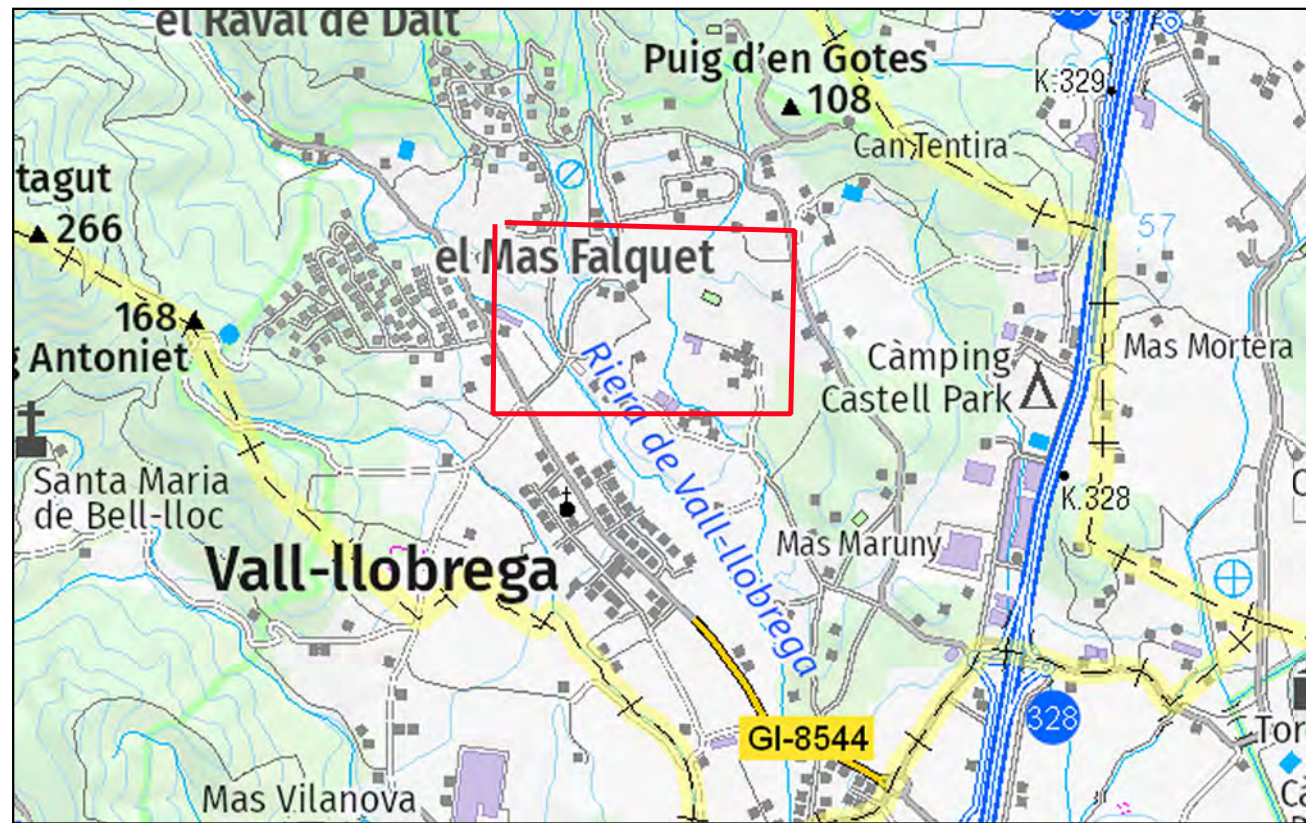 el Raval de Dalt
Puig d'en Gotes
108
K:329
Can Tentira
tagut
266
57
el Mas Falquet
168
g Antoniet
Mas Mortera
Càmping
Castell Park
Riera de Vall-llobrega
Santa Maria
de Bell-lloc
K.328
Mas Maruny
Vall-llobrega
328
GI-8544
Tor
Mas Vilanova